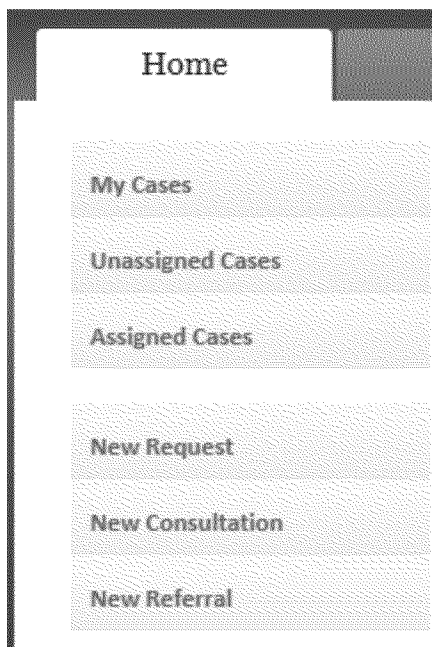 Home
My Cases
Unassigned Cases
Assigned Cases
New Request
New Consultation
New Referral